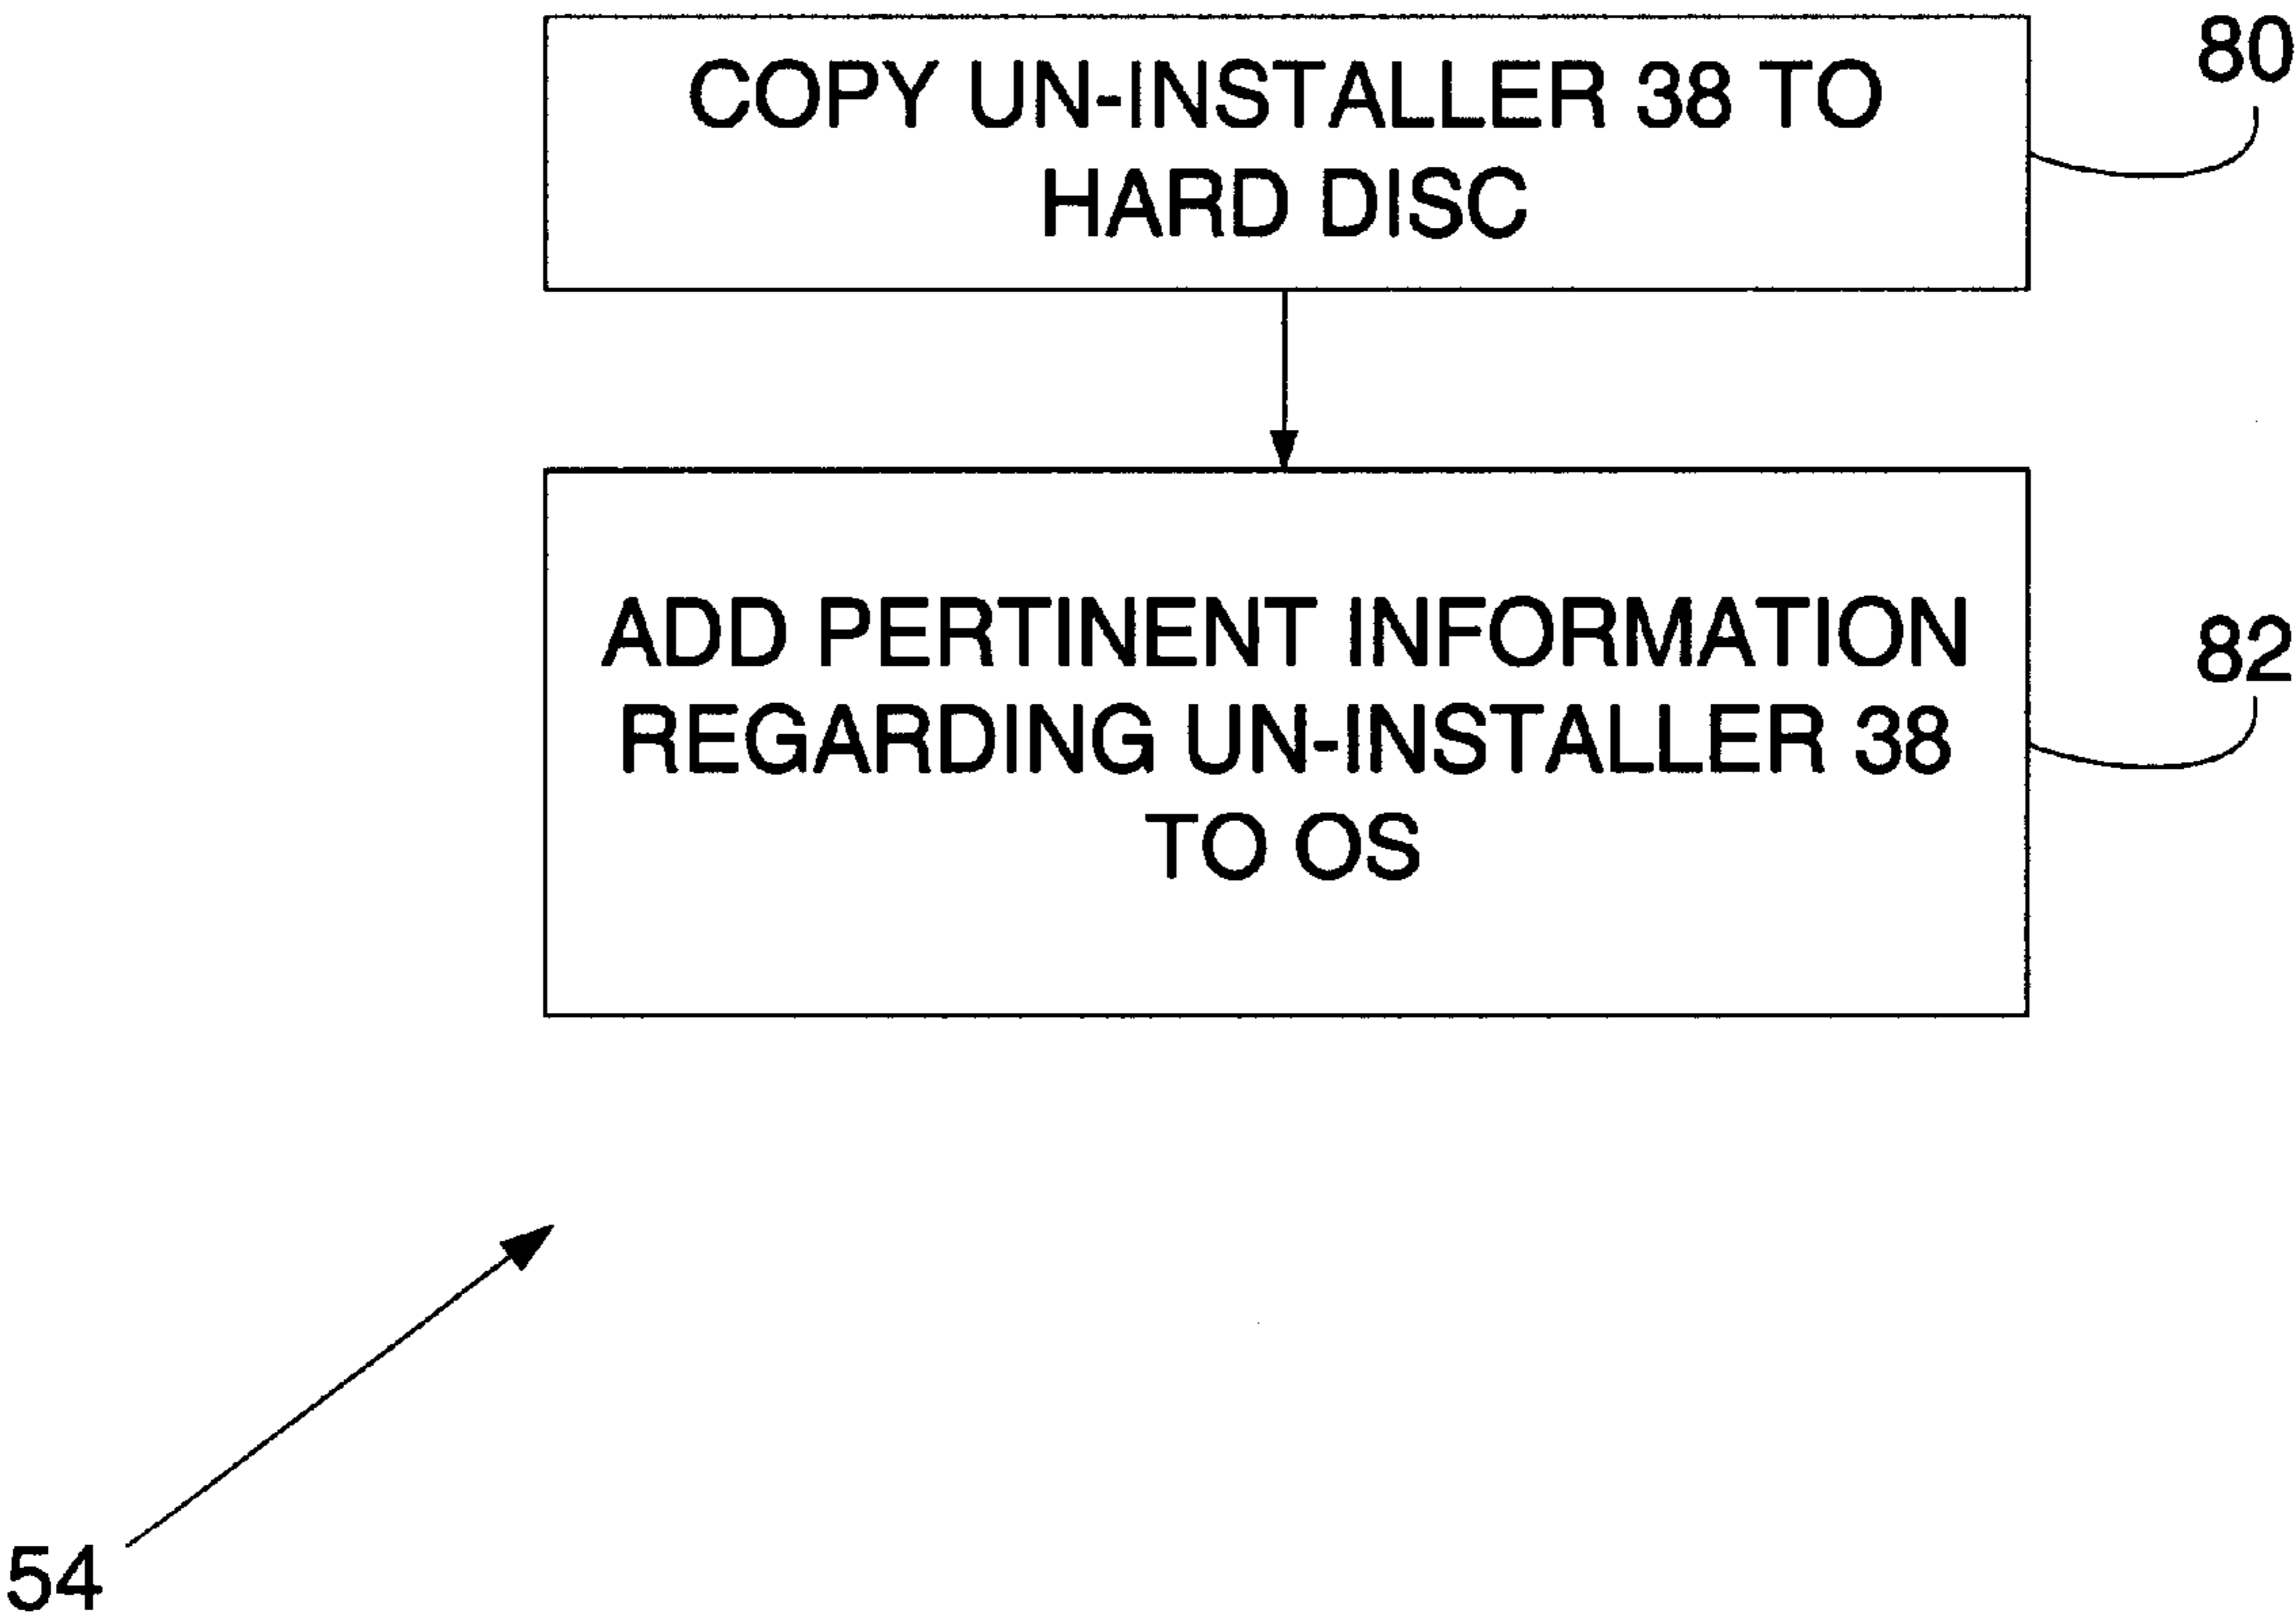 80
COPY UN-INSTALLER 38 TO
HARD DISC
ADD PERTINENT INFORMATION
REGARDING UN-INSTALLER 38
TO OS
82
54